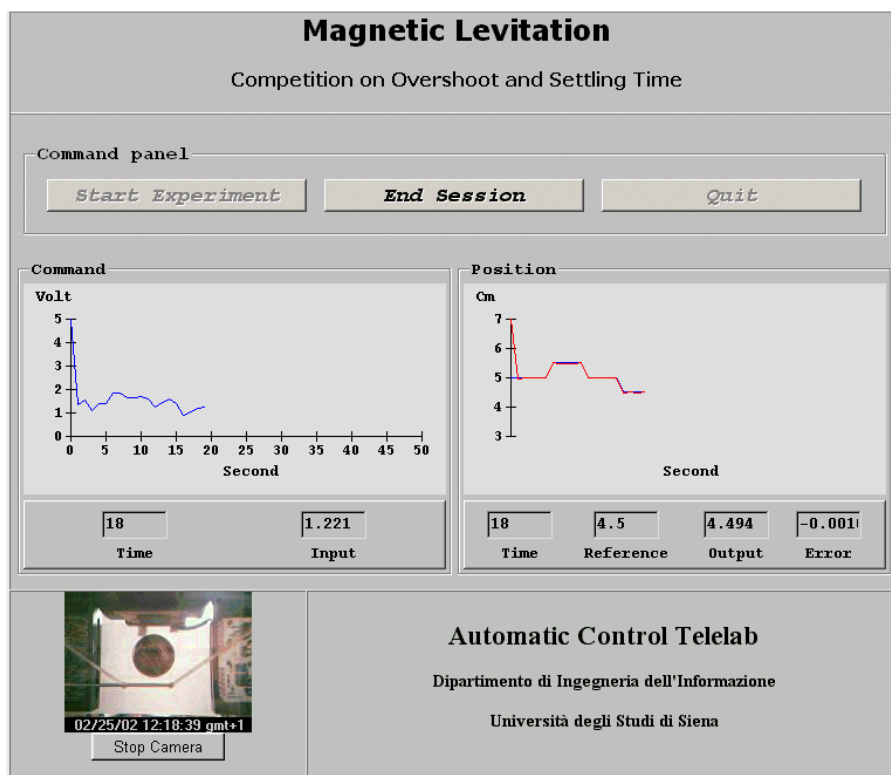 Magnetic Levitation
Competition on Overshoot and Settling Time
Command panel
Start Experiment
End Session
Quit
Command
Volt
5
4
3
2
1
0
0 5 10 15 20 25 30 35 40 45 50
Second
18
1.221
Time
Input
Position
Cm
7
6
5
4
3
Second
18
4.5
4.494
Time
Reference
Output
Error
02/25/02 12:18:39 gmt+1
Stop Camera
Automatic Control Telelab
Dipartimento di Ingegneria dell'Informazione
Università degli Studi di Siena